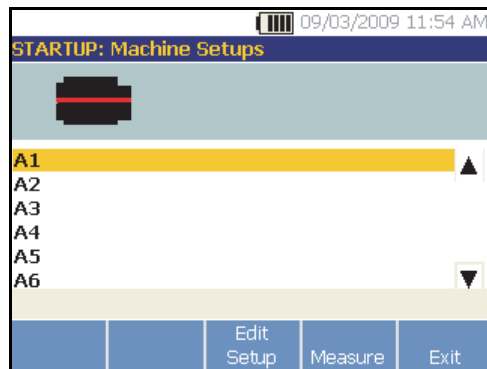 09/03/2009 11:54 AM
STARTUP: Machine Setups
A1
A2
A3
A4
A5
A6
Edit
Setup
Measure
Exit